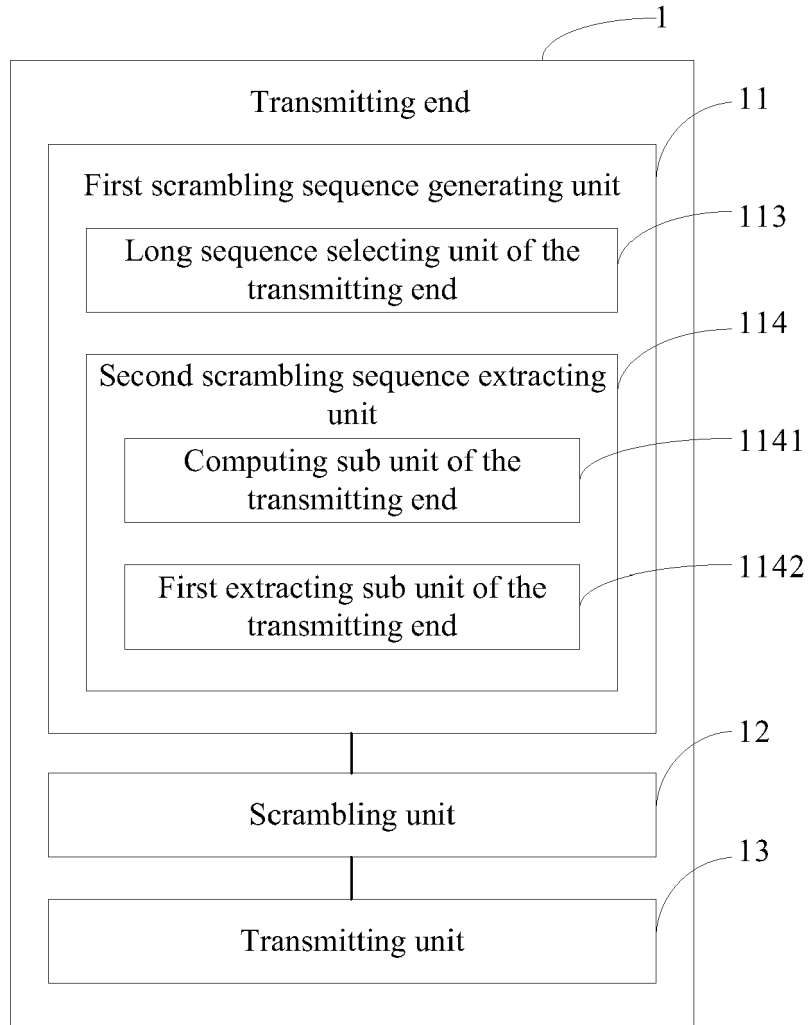 1
Transmitting end
11
First scrambling sequence generating unit
113
Long sequence selecting unit of the
transmitting end
114
Second scrambling sequence extracting
unit
1141
Computing sub unit of the
transmitting end
1142
First extracting sub unit of the
transmitting end
12
Scrambling unit
13
Transmitting unit